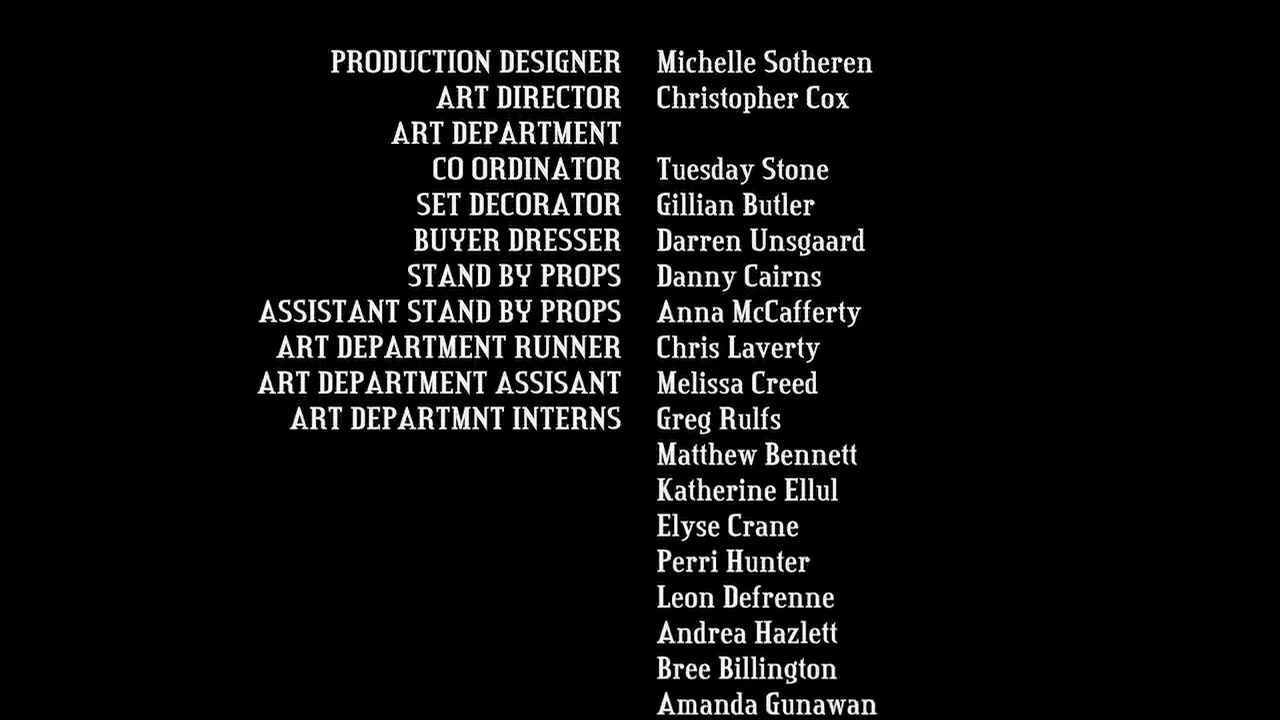 PRODUCTION DESIGNER Michelle Sotheren
ART DIRECTOR Christopher Cox
ART DEPARTMENT
CO ORDINATOR Tuesday Stone
SET DECORATOR Gillian Butler
BUYER DRESSER Darren Unsgaard
STAND BY PROPS Danny Cairns
ASSISTANT STAND BY PROPS Anna McCafferty
ART DEPARTMENT RUNNER Chris Laverty
ART DEPARTMENT ASSISANT Melissa Creed
ART DEPARTMNT INTERNS Greg Rulfs
Matthew Bennett
Katherine Ellul
Elyse Crane
Perri Hunter
Leon Defrenne
Andrea Hazlett
Bree Billington
Amanda Gunawan